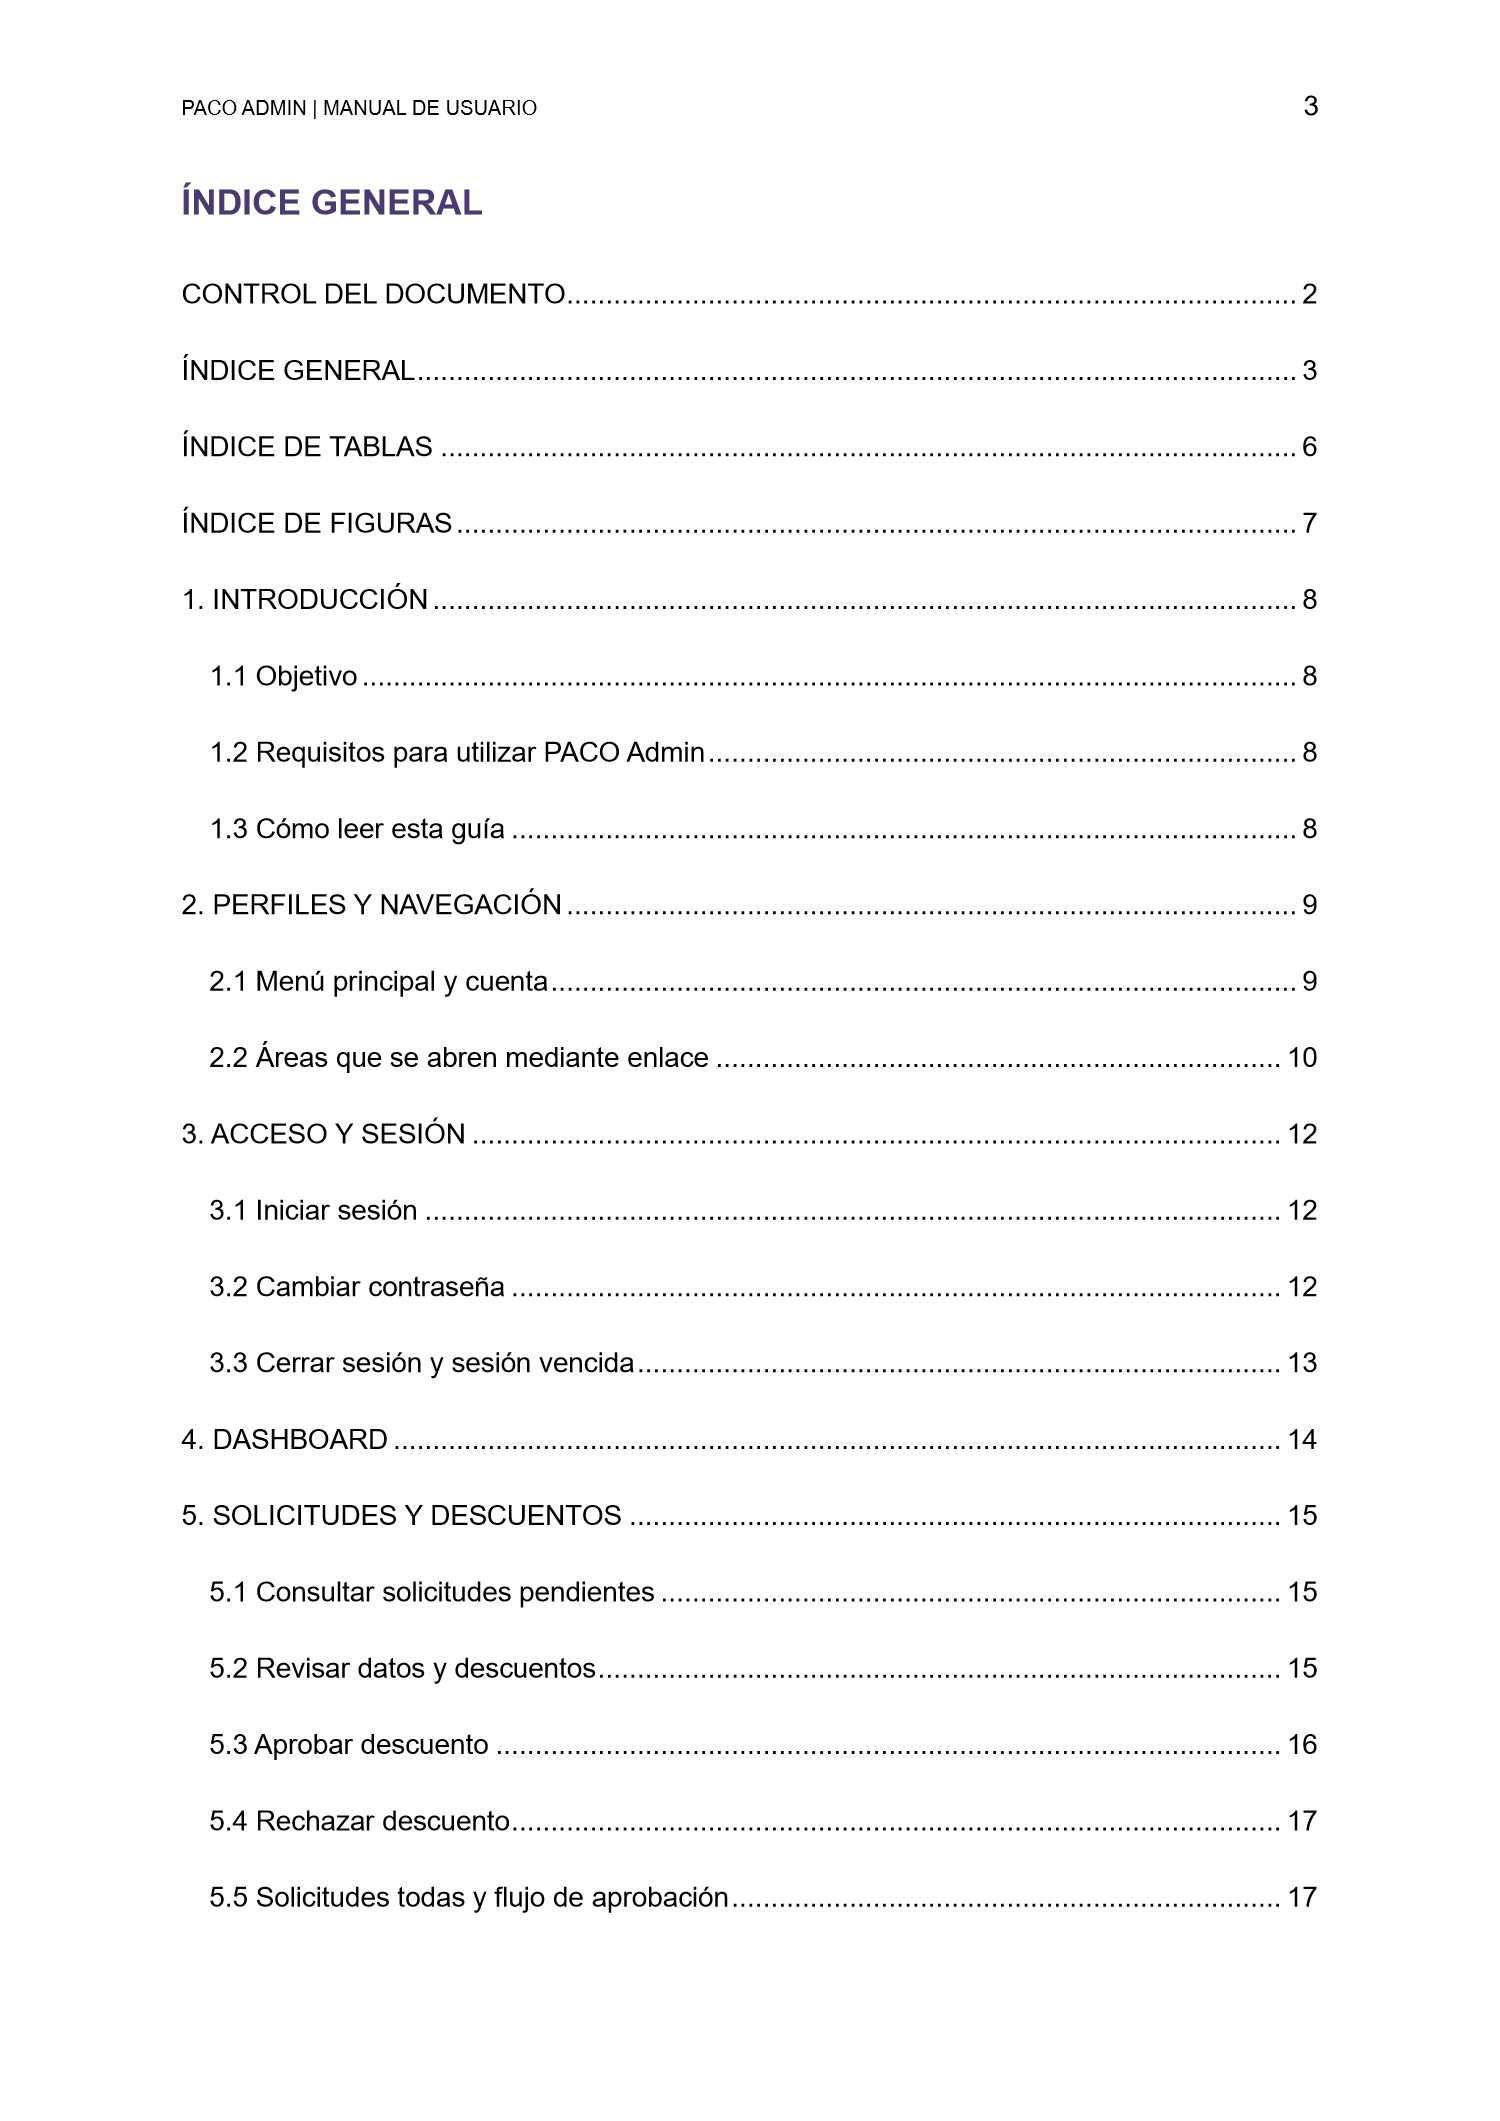 PACO ADMIN | MANUAL DE USUARIO 3
ÍNDICE GENERAL
CONTROL DEL DOCUMENTO............................................................................................. 2
ÍNDICE GENERAL................................................................................................................ 3
ÍNDICE DE TABLAS ............................................................................................................. 6
ÍNDICE DE FIGURAS ........................................................................................................... 7
1. INTRODUCCIÓN .............................................................................................................. 8
1.1 Objetivo ....................................................................................................................... 8
1.2 Requisitos para utilizar PACO Admin........................................................................... 8
1.3 Cómo leer esta guía .................................................................................................... 8
2. PERFILES Y NAVEGACIÓN ............................................................................................. 9
2.1 Menú principal y cuenta............................................................................................... 9
2.2 Áreas que se abren mediante enlace ........................................................................ 10
3. ACCESO Y SESIÓN ....................................................................................................... 12
3.1 Iniciar sesión ............................................................................................................. 12
3.2 Cambiar contraseña .................................................................................................. 12
3.3 Cerrar sesión y sesión vencida.................................................................................. 13
4. DASHBOARD ................................................................................................................. 14
5. SOLICITUDES Y DESCUENTOS ................................................................................... 15
5.1 Consultar solicitudes pendientes ............................................................................... 15
5.2 Revisar datos y descuentos....................................................................................... 15
5.3 Aprobar descuento .................................................................................................... 16
5.4 Rechazar descuento.................................................................................................. 17
5.5 Solicitudes todas y flujo de aprobación...................................................................... 17